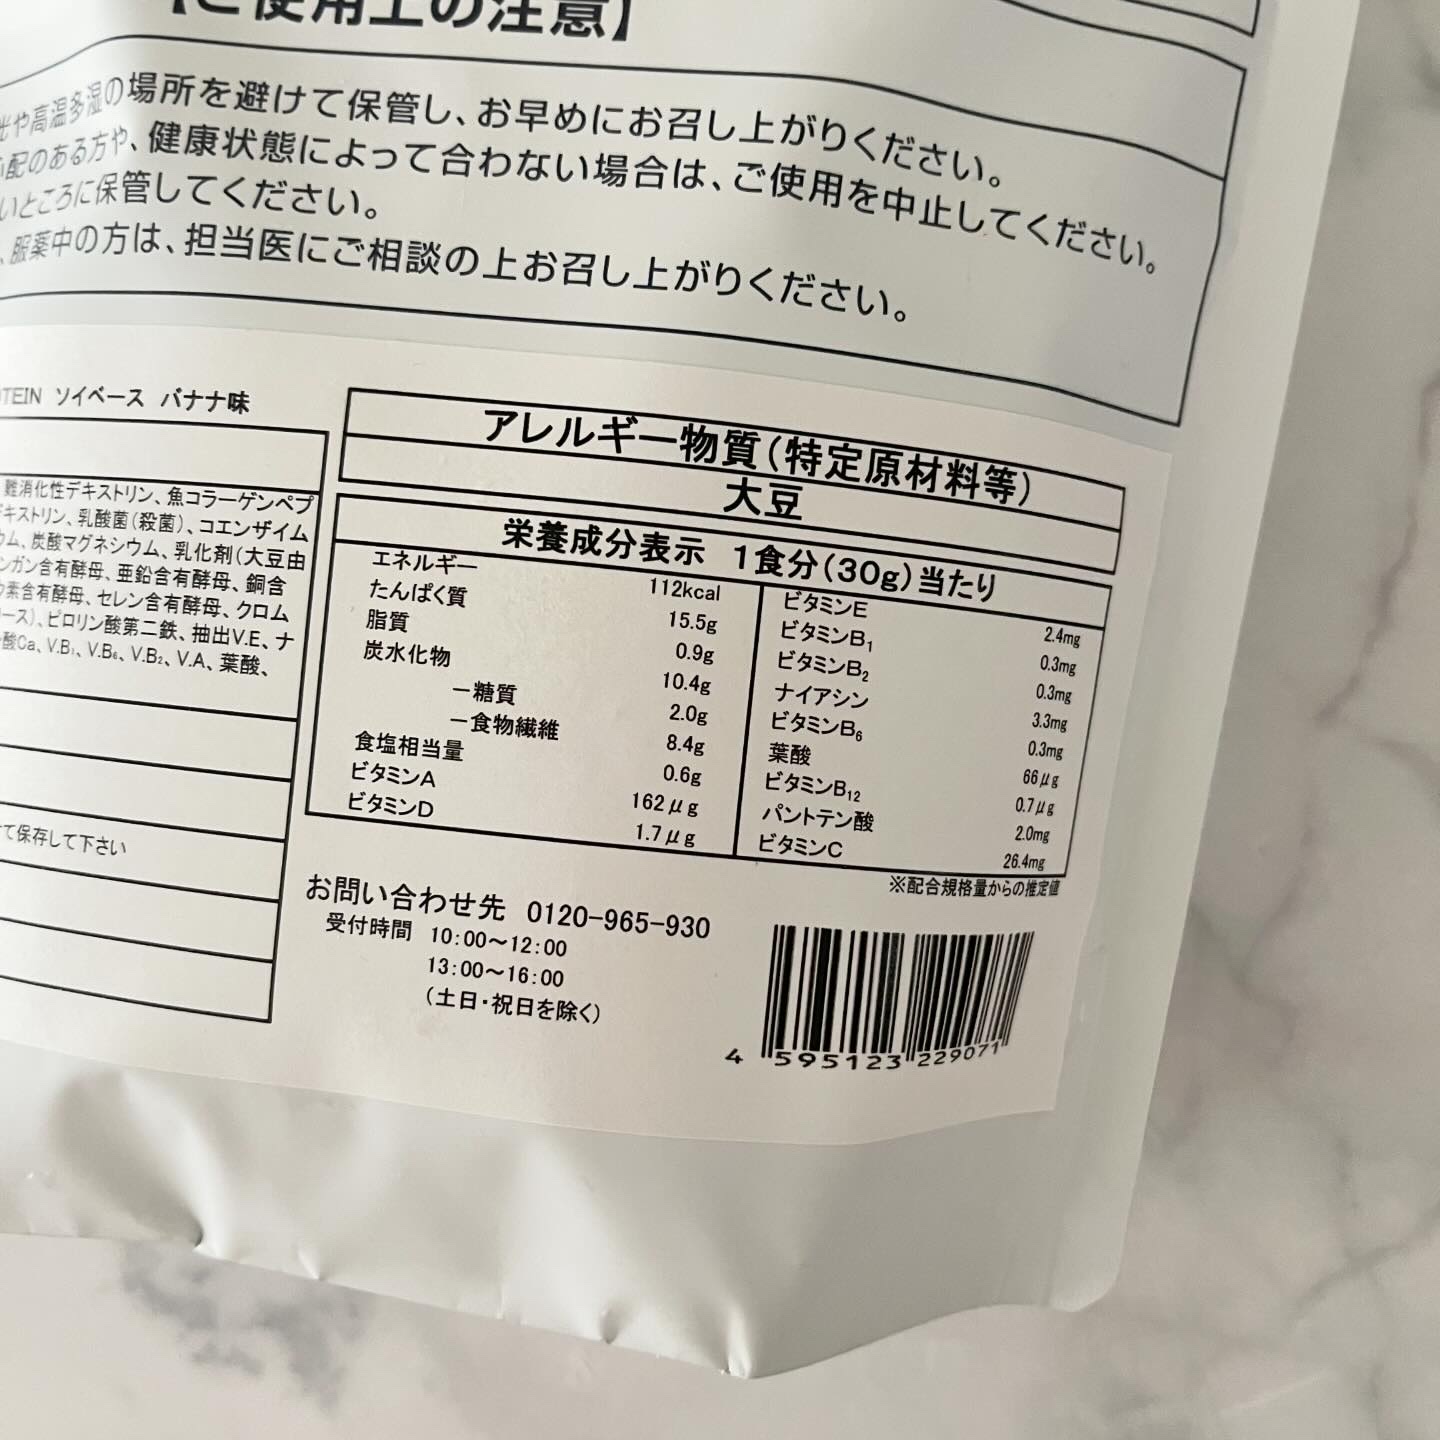 【ご使用上の注意】
光や高温多湿の場所を避けて保管し、お早めにお召し上がりください。
配のある方や、健康状態によって合わない場合は、ご使用を中止してください。
いところに保管してください。
、服薬中の方は、担当医にご相談の上お召し上がりください。
TEIN ソイベース バナナ味
難消化性デキストリン、魚コラーゲンペプ
キストリン、乳酸菌(殺菌)、コエンザイム
ウム、炭酸マグネシウム、乳化剤(大豆由
ンガン含有酵母、亜鉛含有酵母、銅含
素含有酵母、セレン含有酵母、クロム
ース)、ピロリン酸第二鉄、抽出V.E、ナ
酸Ca、V.B₁、V.B₆、V.B₂、V.A、葉酸、
て保存して下さい
アレルギー物質(特定原材料等)
大豆
栄養成分表示 1食分(30g)当たり
エネルギー 112kcal
たんぱく質 15.5g
脂質 0.9g
炭水化物 10.4g
－糖質 2.0g
－食物繊維 8.4g
食塩相当量 0.6g
ビタミンA 162μg
ビタミンD 1.7μg
ビタミンE 2.4mg
ビタミンB₁ 0.3mg
ビタミンB₂ 0.3mg
ナイアシン 3.3mg
ビタミンB₆ 0.3mg
葉酸 66μg
ビタミンB₁₂ 0.7μg
パントテン酸 2.0mg
ビタミンC 26.4mg
※配合規格量からの推定値
お問い合わせ先 0120-965-930
受付時間 10:00～12:00
13:00～16:00
(土日・祝日を除く)
4 595123 229071